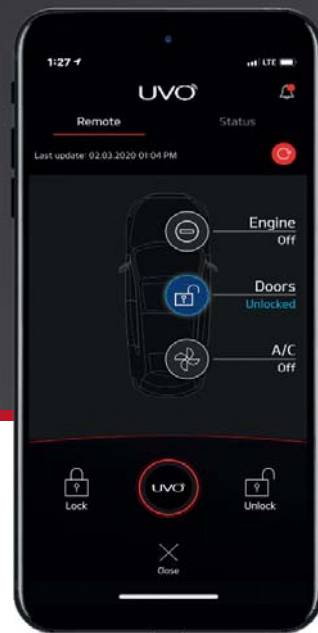 1:27
LTE
UVO
Remote
Status
Last update: 02.03.2020 01:04 PM
Engine
Off
Doors
Unlocked
A/C
Off
Lock
UVO
Unlock
Close